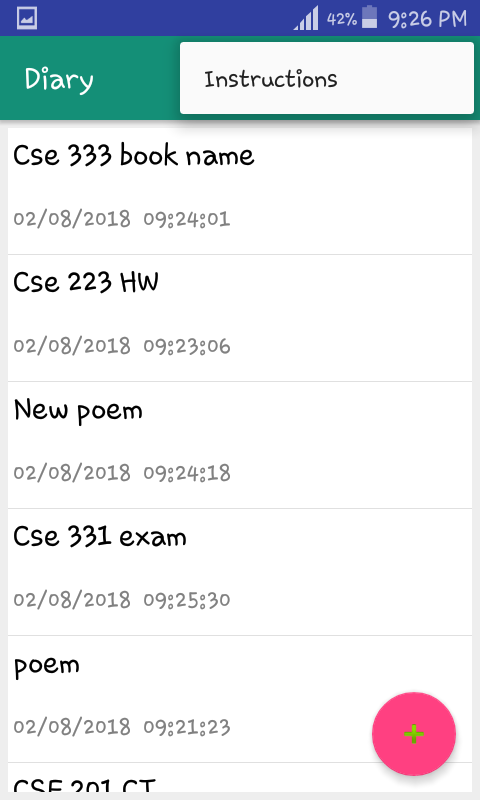 42% 9:26 PM
Diary
Instructions
Cse 333 book name
02/08/2018 09:24:01
Cse 223 HW
02/08/2018 09:23:06
New poem
02/08/2018 09:24:18
Cse 331 exam
02/08/2018 09:25:30
poem
02/08/2018 09:21:23
+
CSE 201 CT